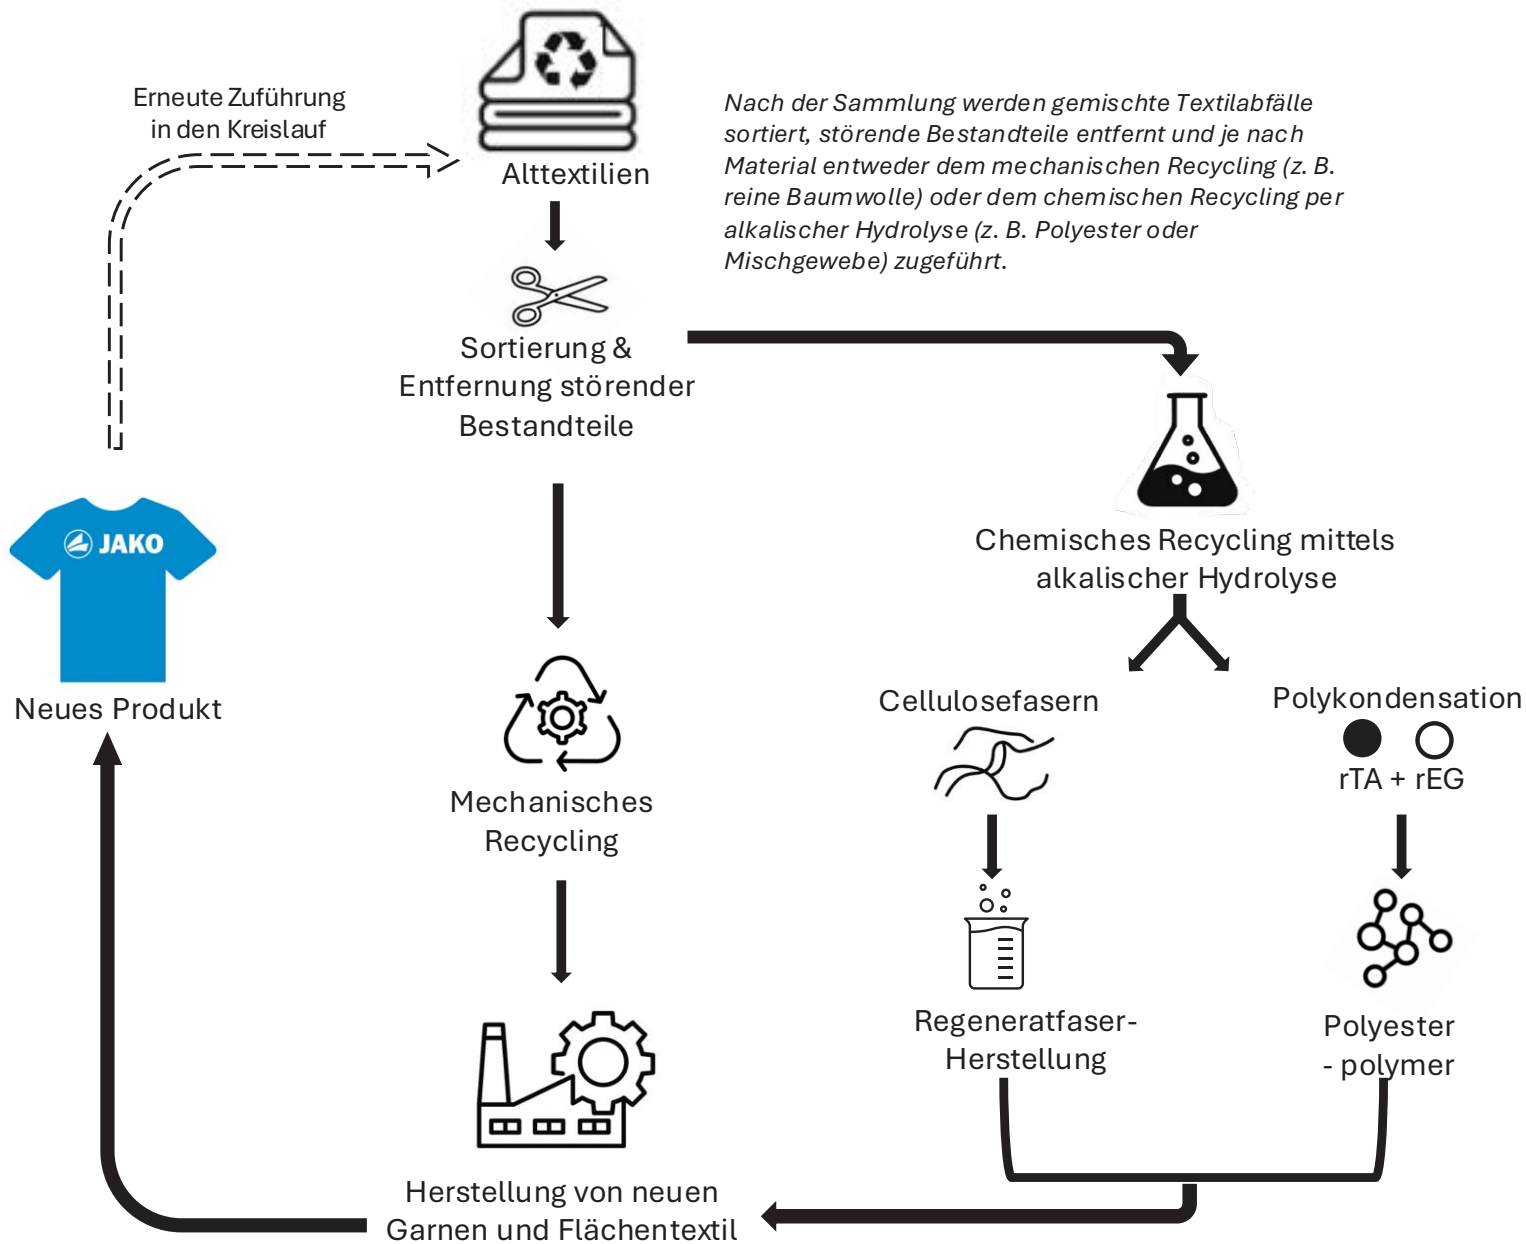 Erneute Zuführung
in den Kreislauf
Alttextilien
Nach der Sammlung werden gemischte Textilabfälle
sortiert, störende Bestandteile entfernt und je nach
Material entweder dem mechanischen Recycling (z. B.
reine Baumwolle) oder dem chemischen Recycling per
alkalischer Hydrolyse (z. B. Polyester oder
Mischgewebe) zugeführt.
Sortierung &
Entfernung störender
Bestandteile
JAKO
Neues Produkt
Chemisches Recycling mittels
alkalischer Hydrolyse
Cellulosefasern
Polykondensation
rTA + rEG
Mechanisches
Recycling
Regeneratfaser-
Herstellung
Polyester
- polymer
Herstellung von neuen
Garnen und Flächentextil